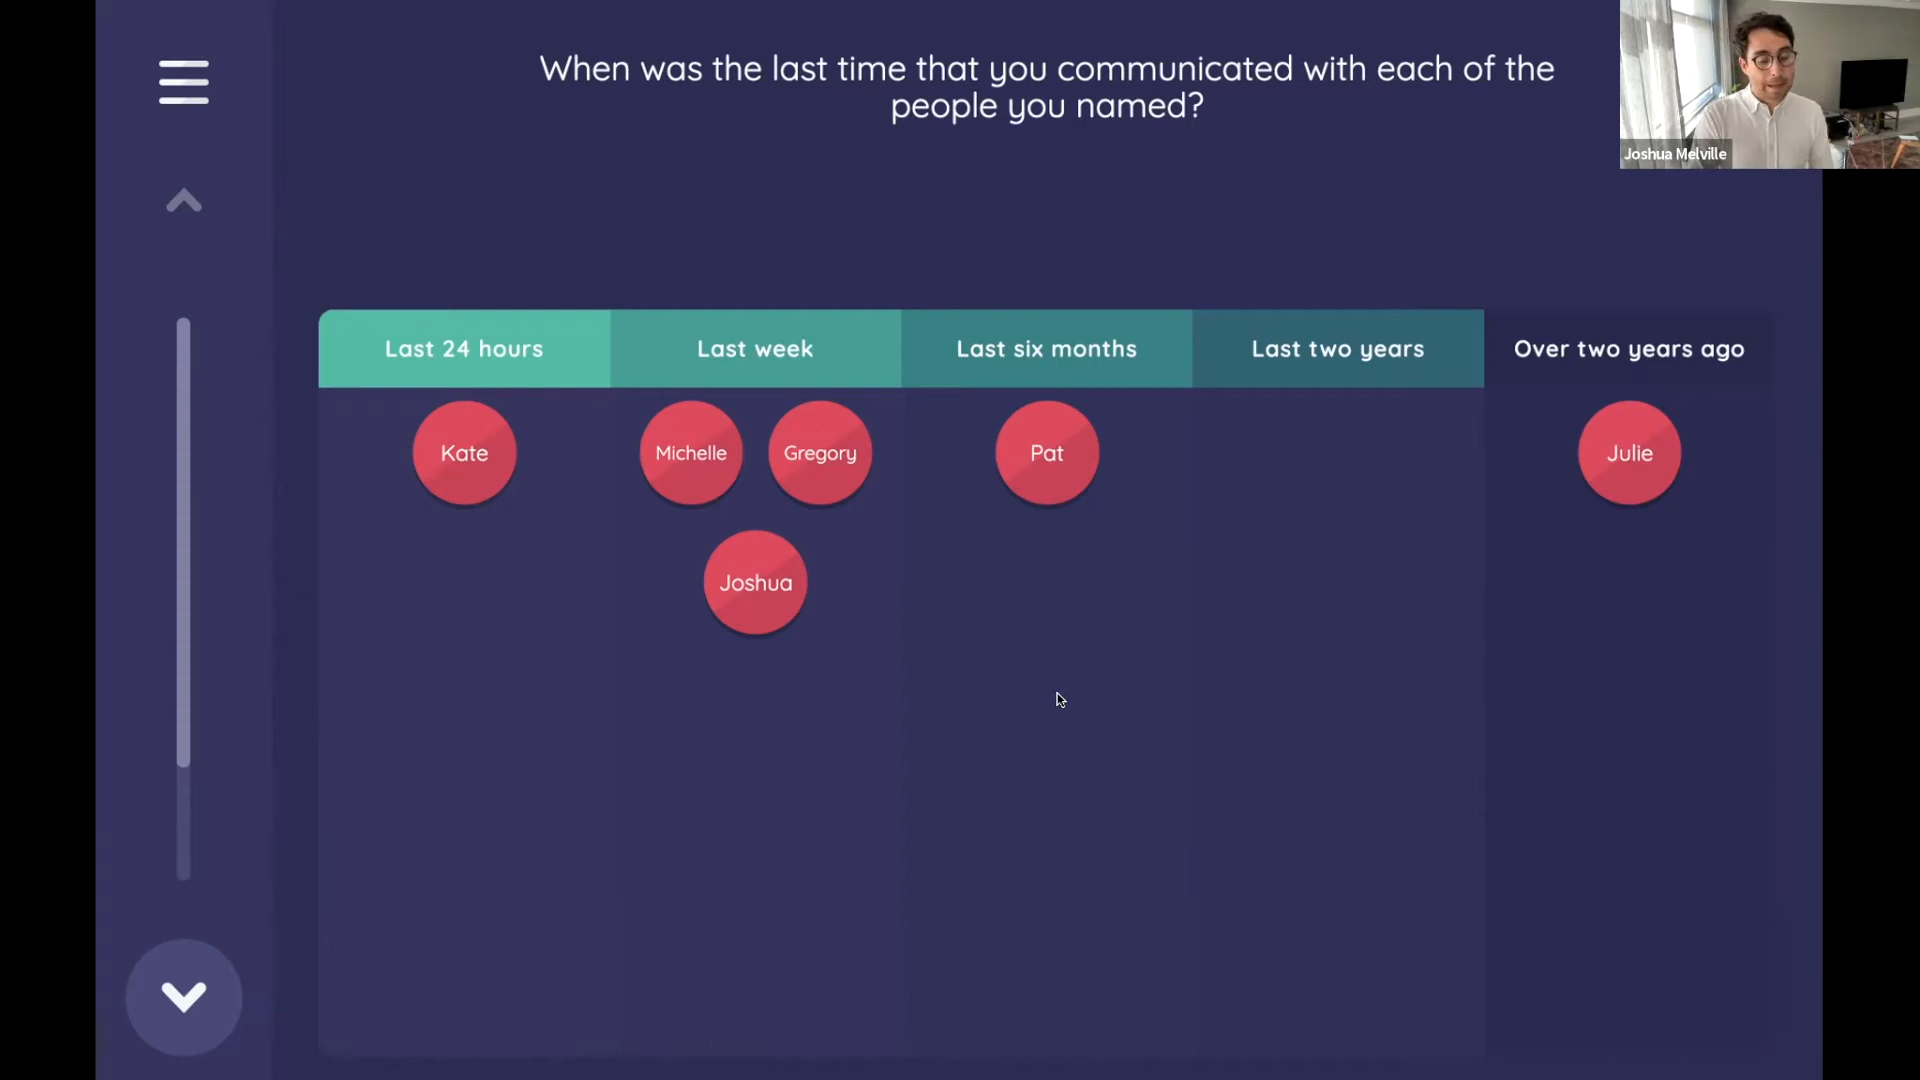 When was the last time that you communicated with each of the
people you named?
Joshua Melville
Last 24 hours
Last week
Last six months
Last two years
Over two years ago
Kate
Michelle
Gregory
Pat
Julie
Joshua